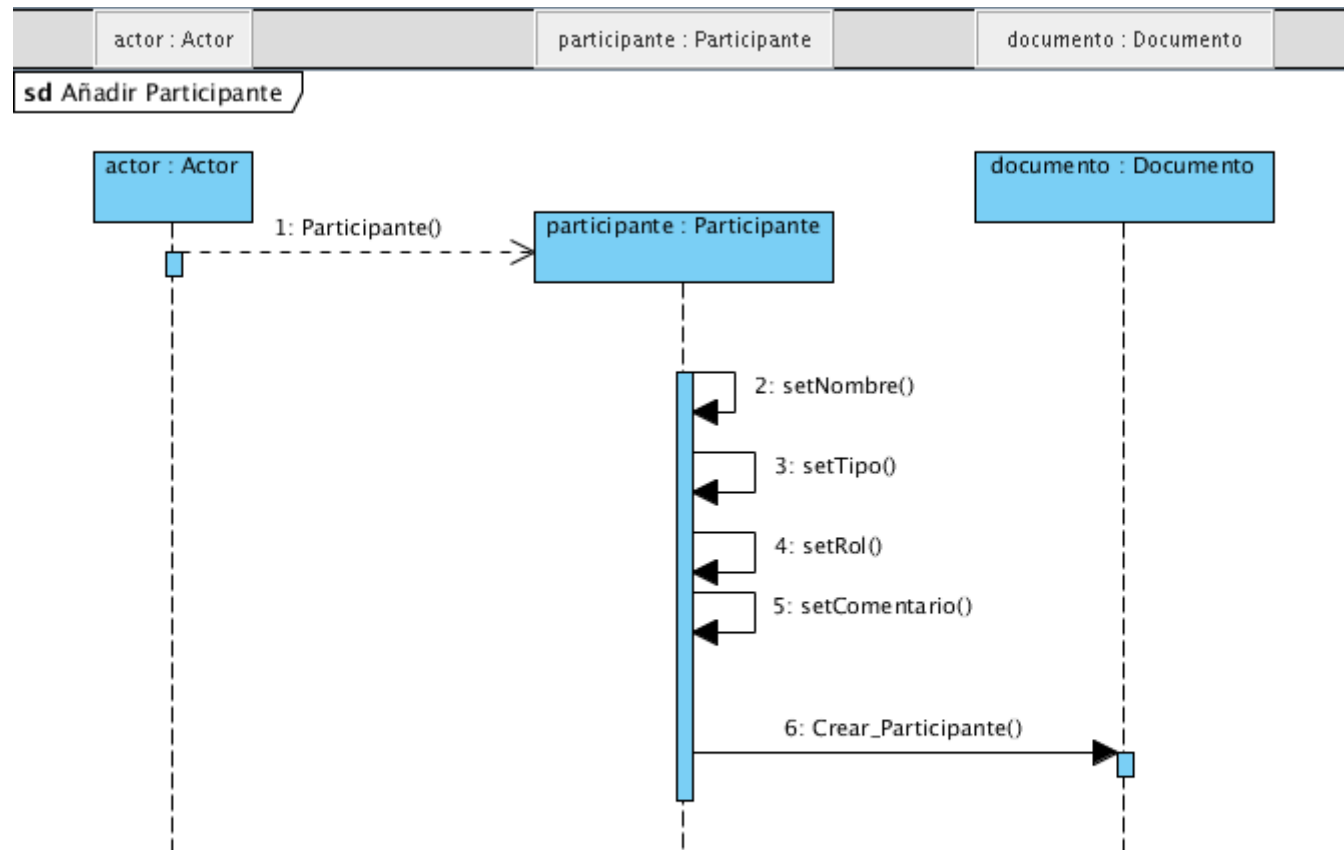 actor : Actor
participante : Participante
documento : Documento
sd Añadir Participante
actor : Actor
documento : Documento
1: Participante()
participante : Participante
2: setNombre()
3: setTipo()
4: setRol()
5: setComentario()
6: Crear_Participante()